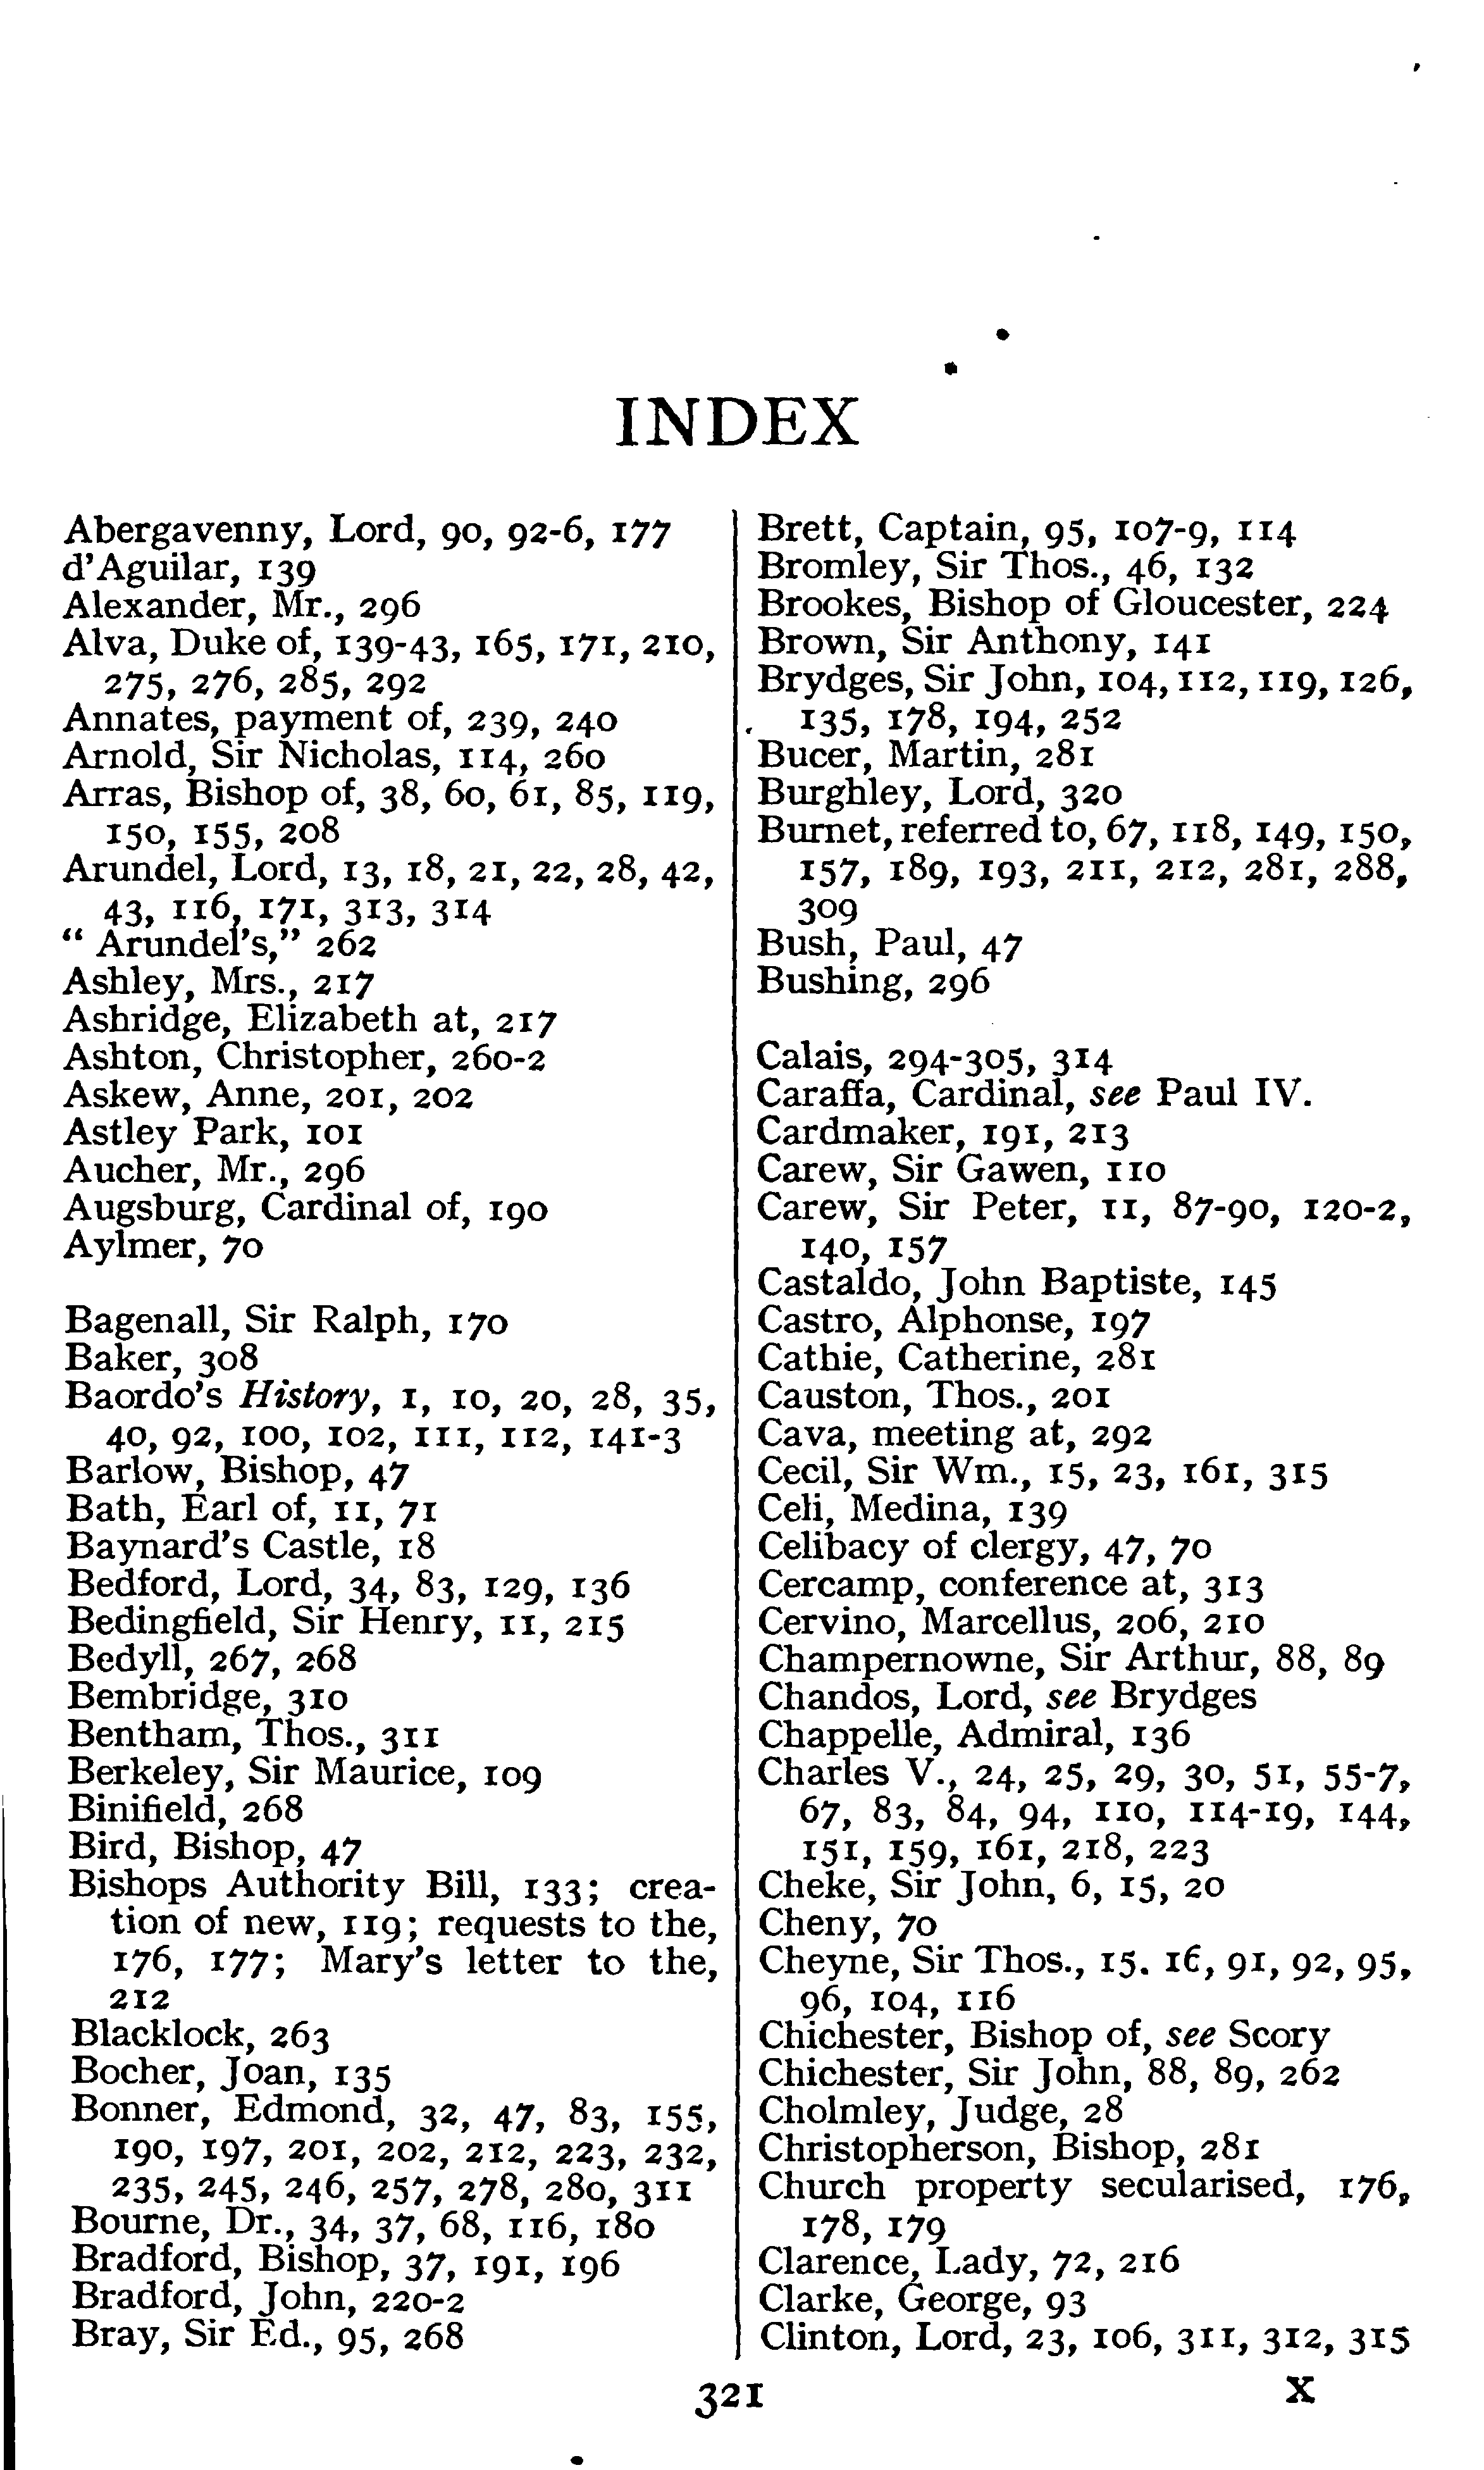 INDEX
Abergavenny, Lord, 90, 92-6, 177
d'Aguilar, 139
Alexander, Mr., 296
Alva, Duke of, 139-43, 165, 171, 210,
275, 276, 285, 292
Annates, payment of, 239, 240
Arnold, Sir Nicholas, 114, 260
Arras, Bishop of, 38, 60, 61, 85, 119,
150, 155, 208
Arundel, Lord, 13, 18, 21, 22, 28, 42,
43, 116, 171, 313, 314
" Arundel's," 262
Ashley, Mrs., 217
Ashridge, Elizabeth at, 217
Ashton, Christopher, 260-2
Askew, Anne, 201, 202
Astley Park, 101
Aucher, Mr., 296
Augsburg, Cardinal of, 190
Aylmer, 70
Bagenall, Sir Ralph, 170
Baker, 308
Baordo's History, 1, 10, 20, 28, 35,
40, 92, 100, 102, 111, 112, 141-3
Barlow, Bishop, 47
Bath, Earl of, 11, 71
Baynard's Castle, 18
Bedford, Lord, 34, 83, 129, 136
Bedingfield, Sir Henry, 11, 215
Bedyll, 267, 268
Bembridge, 310
Bentham, Thos., 311
Berkeley, Sir Maurice, 109
Binifield, 268
Bird, Bishop, 47
Bishops Authority Bill, 133; crea-
tion of new, 119; requests to the,
176, 177; Mary's letter to the,
212
Blacklock, 263
Bocher, Joan, 135
Bonner, Edmond, 32, 47, 83, 155,
190, 197, 201, 202, 212, 223, 232,
235, 245, 246, 257, 278, 280, 311
Bourne, Dr., 34, 37, 68, 116, 180
Bradford, Bishop, 37, 191, 196
Bradford, John, 220-2
Bray, Sir Ed., 95, 268
Brett, Captain, 95, 107-9, 114
Bromley, Sir Thos., 46, 132
Brookes, Bishop of Gloucester, 224
Brown, Sir Anthony, 141
Brydges, Sir John, 104, 112, 119, 126,
135, 178, 194, 252
Bucer, Martin, 281
Burghley, Lord, 320
Burnet, referred to, 67, 118, 149, 150,
157, 189, 193, 211, 212, 281, 288,
309
Bush, Paul, 47
Bushing, 296
Calais, 294-305, 314
Caraffa, Cardinal, see Paul IV.
Cardmaker, 191, 213
Carew, Sir Gawen, 110
Carew, Sir Peter, 11, 87-90, 120-2,
140, 157
Castaldo, John Baptiste, 145
Castro, Alphonse, 197
Cathie, Catherine, 281
Causton, Thos., 201
Cava, meeting at, 292
Cecil, Sir Wm., 15, 23, 161, 315
Celi, Medina, 139
Celibacy of clergy, 47, 70
Cercamp, conference at, 313
Cervino, Marcellus, 206, 210
Champernowne, Sir Arthur, 88, 89
Chandos, Lord, see Brydges
Chappelle, Admiral, 136
Charles V., 24, 25, 29, 30, 51, 55-7,
67, 83, 84, 94, 110, 114-19, 144,
151, 159, 161, 218, 223
Cheke, Sir John, 6, 15, 20
Cheny, 70
Cheyne, Sir Thos., 15. 16, 91, 92, 95,
96, 104, 116
Chichester, Bishop of, see Scory
Chichester, Sir John, 88, 89, 262
Cholmley, Judge, 28
Christopherson, Bishop, 281
Church property secularised, 176,
178, 179
Clarence, Lady, 72, 216
Clarke, George, 93
Clinton, Lord, 23, 106, 311, 312, 315
321
X